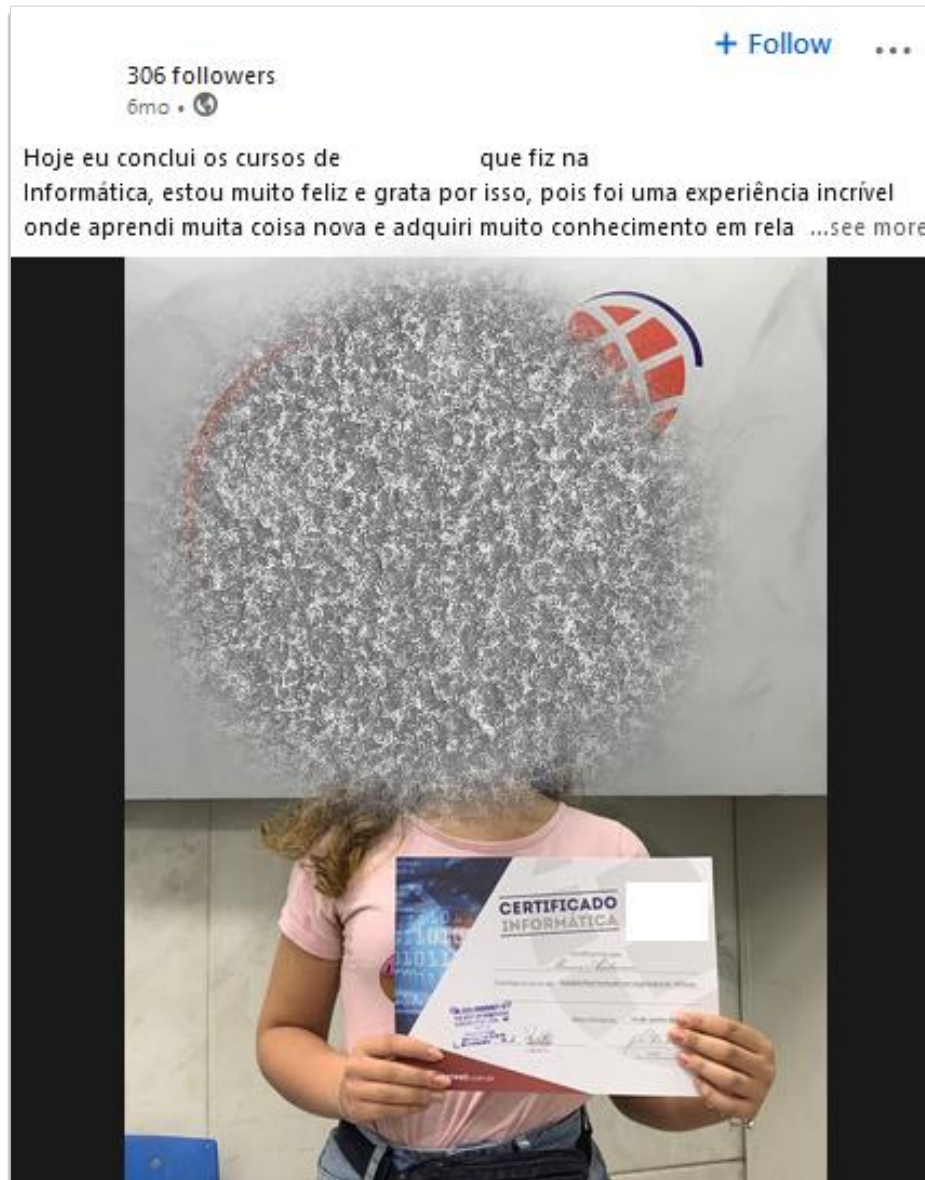 + Follow ...
306 followers
6mo •
Hoje eu conclui os cursos de que fiz na
Informática, estou muito feliz e grata por isso, pois foi uma experiência incrível
onde aprendi muita coisa nova e adquiri muito conhecimento em rela ...see more
CERTIFICADO
INFORMÁTICA